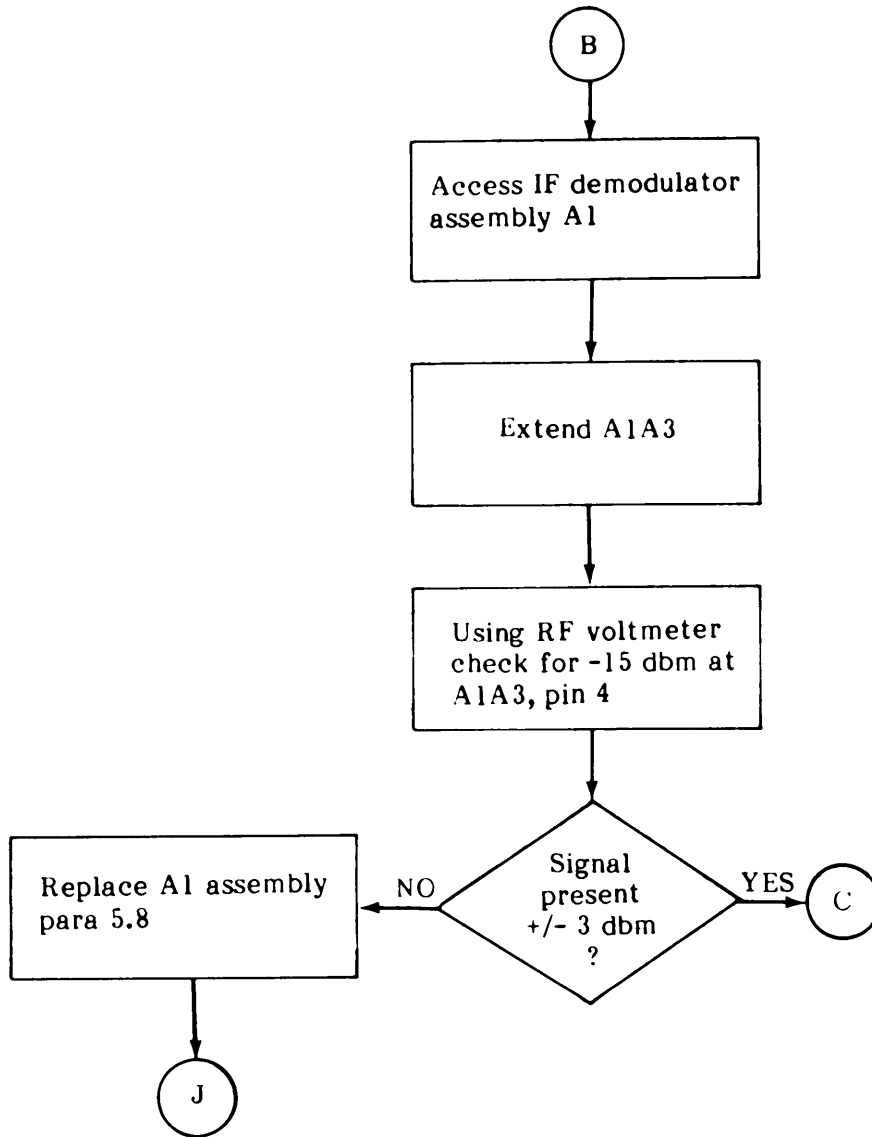 B
Access IF demodulator
assembly A1
Extend A1A3
Using RF voltmeter
check for -15 dbm at
A1A3, pin 4
Signal
present
+/- 3 dbm
?
YES
C
NO
Replace A1 assembly
para 5.8
J